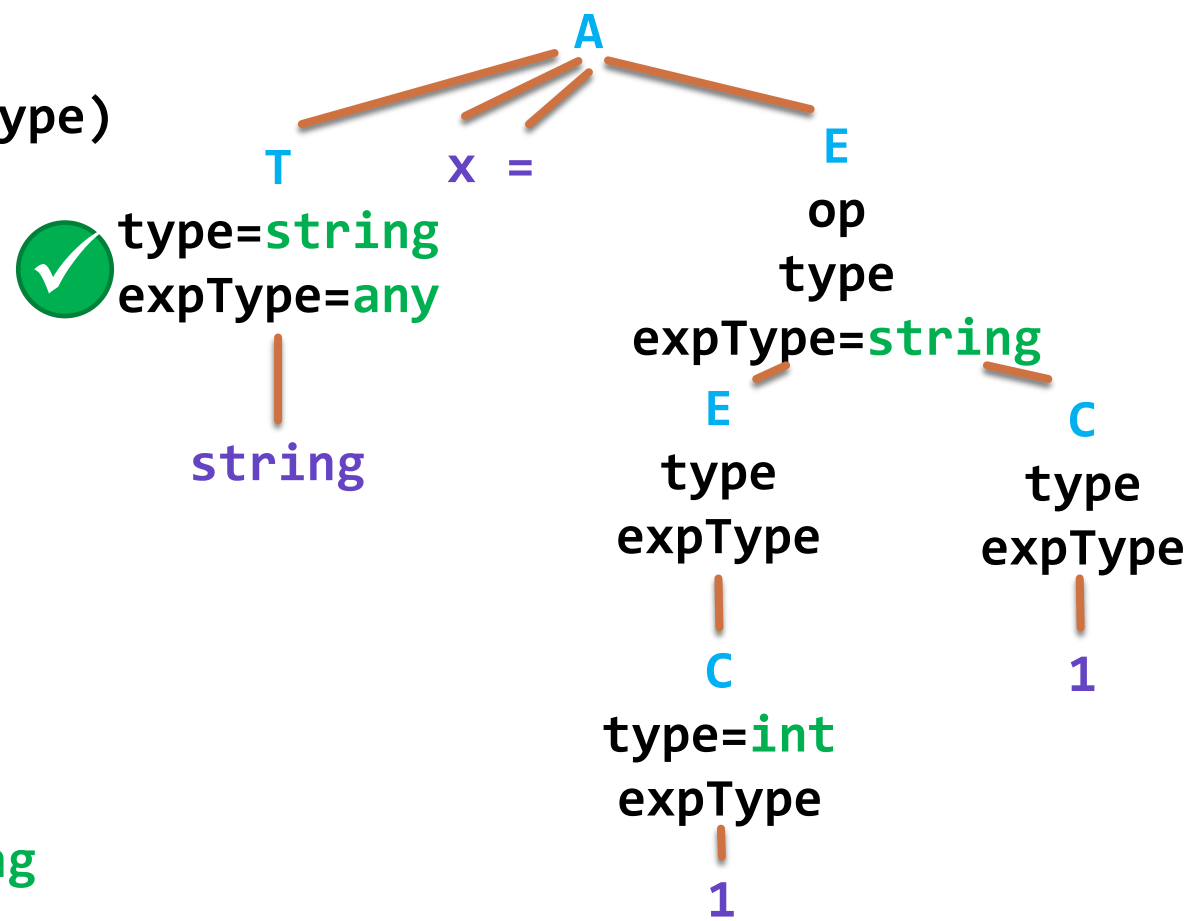 A
ype)
T
x =
E
type=string
expType=any
op
type
expType=string
string
E
type
expType
C
type
expType
C
type=int
expType
1
1
ng